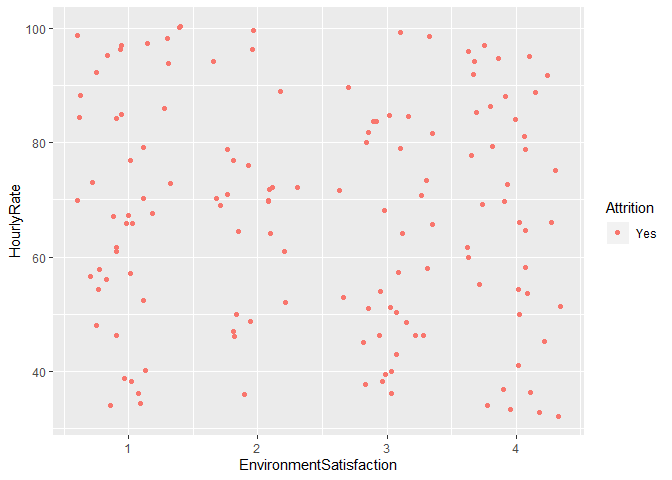 100
80
60
40
HourlyRate
1 2 3 4
EnvironmentSatisfaction
Attrition
Yes